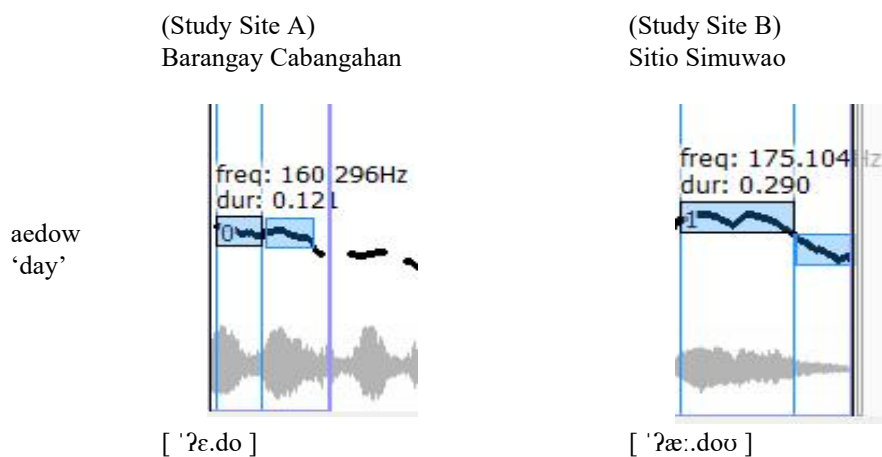 (Study Site A)
Barangay Cabangahan
(Study Site B)
Sitio Simuwao
aedow
‘day’
freq: 160.296Hz
dur: 0.121
0
freq: 175.104Hz
dur: 0.290
1
[ ˈʔɛ.do ]
[ ˈʔæː.doʊ ]